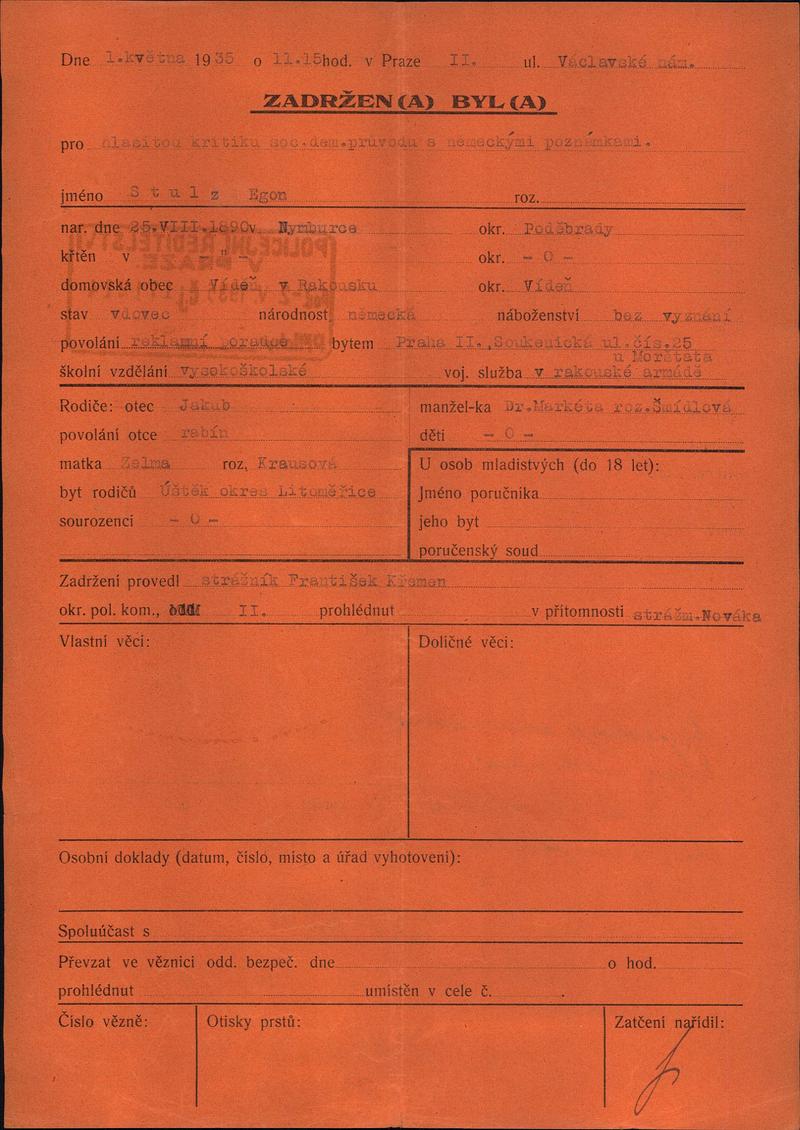 Dne 1.května 1935 o 11.15hod. v Praze II. ul. Václavské nám.
ZADRŽEN(A) BYL(A)
pro hlasitou kritiku soc.dem.průvodu s německými poznámkami.
jméno Stulz Egon roz.
nar. dne 25.VIII.1890v Nymburce okr. Poděbrady
křtěn v - " - okr. - 0 -
domovská obec Vídeň v Rakousku okr. Vídeň
stav vdovec národnost německá náboženství bez vyznání
povolání reklamní poradce bytem Praha II.,Soukenická ul.čís.25
u Morštata
školní vzdělání vysokoškolské voj. služba v rakouské armádě
Rodiče: otec Jakub manžel-ka Dr.Markéta roz.Šmídlová
povolání otce rabín děti - 0 -
matka Zelma roz, Krausová U osob mladistvých (do 18 let):
byt rodičů Úštěk okres Litoměřice Jméno poručníka
sourozenci - 0 - jeho byt
poručenský soud
Zadržení provedl strážník František Křemen
okr. pol. kom., II. prohlédnut v přítomnosti strážm.Nováka
Vlastní věci: Doličné věci:
Osobní doklady (datum, číslo, místo a úřad vyhotovení):
Spoluúčast s
Převzat ve věznici odd. bezpeč. dne o hod.
prohlédnut umístěn v cele č. .
Číslo vězně: Otisky prstů: Zatčení nařídil: